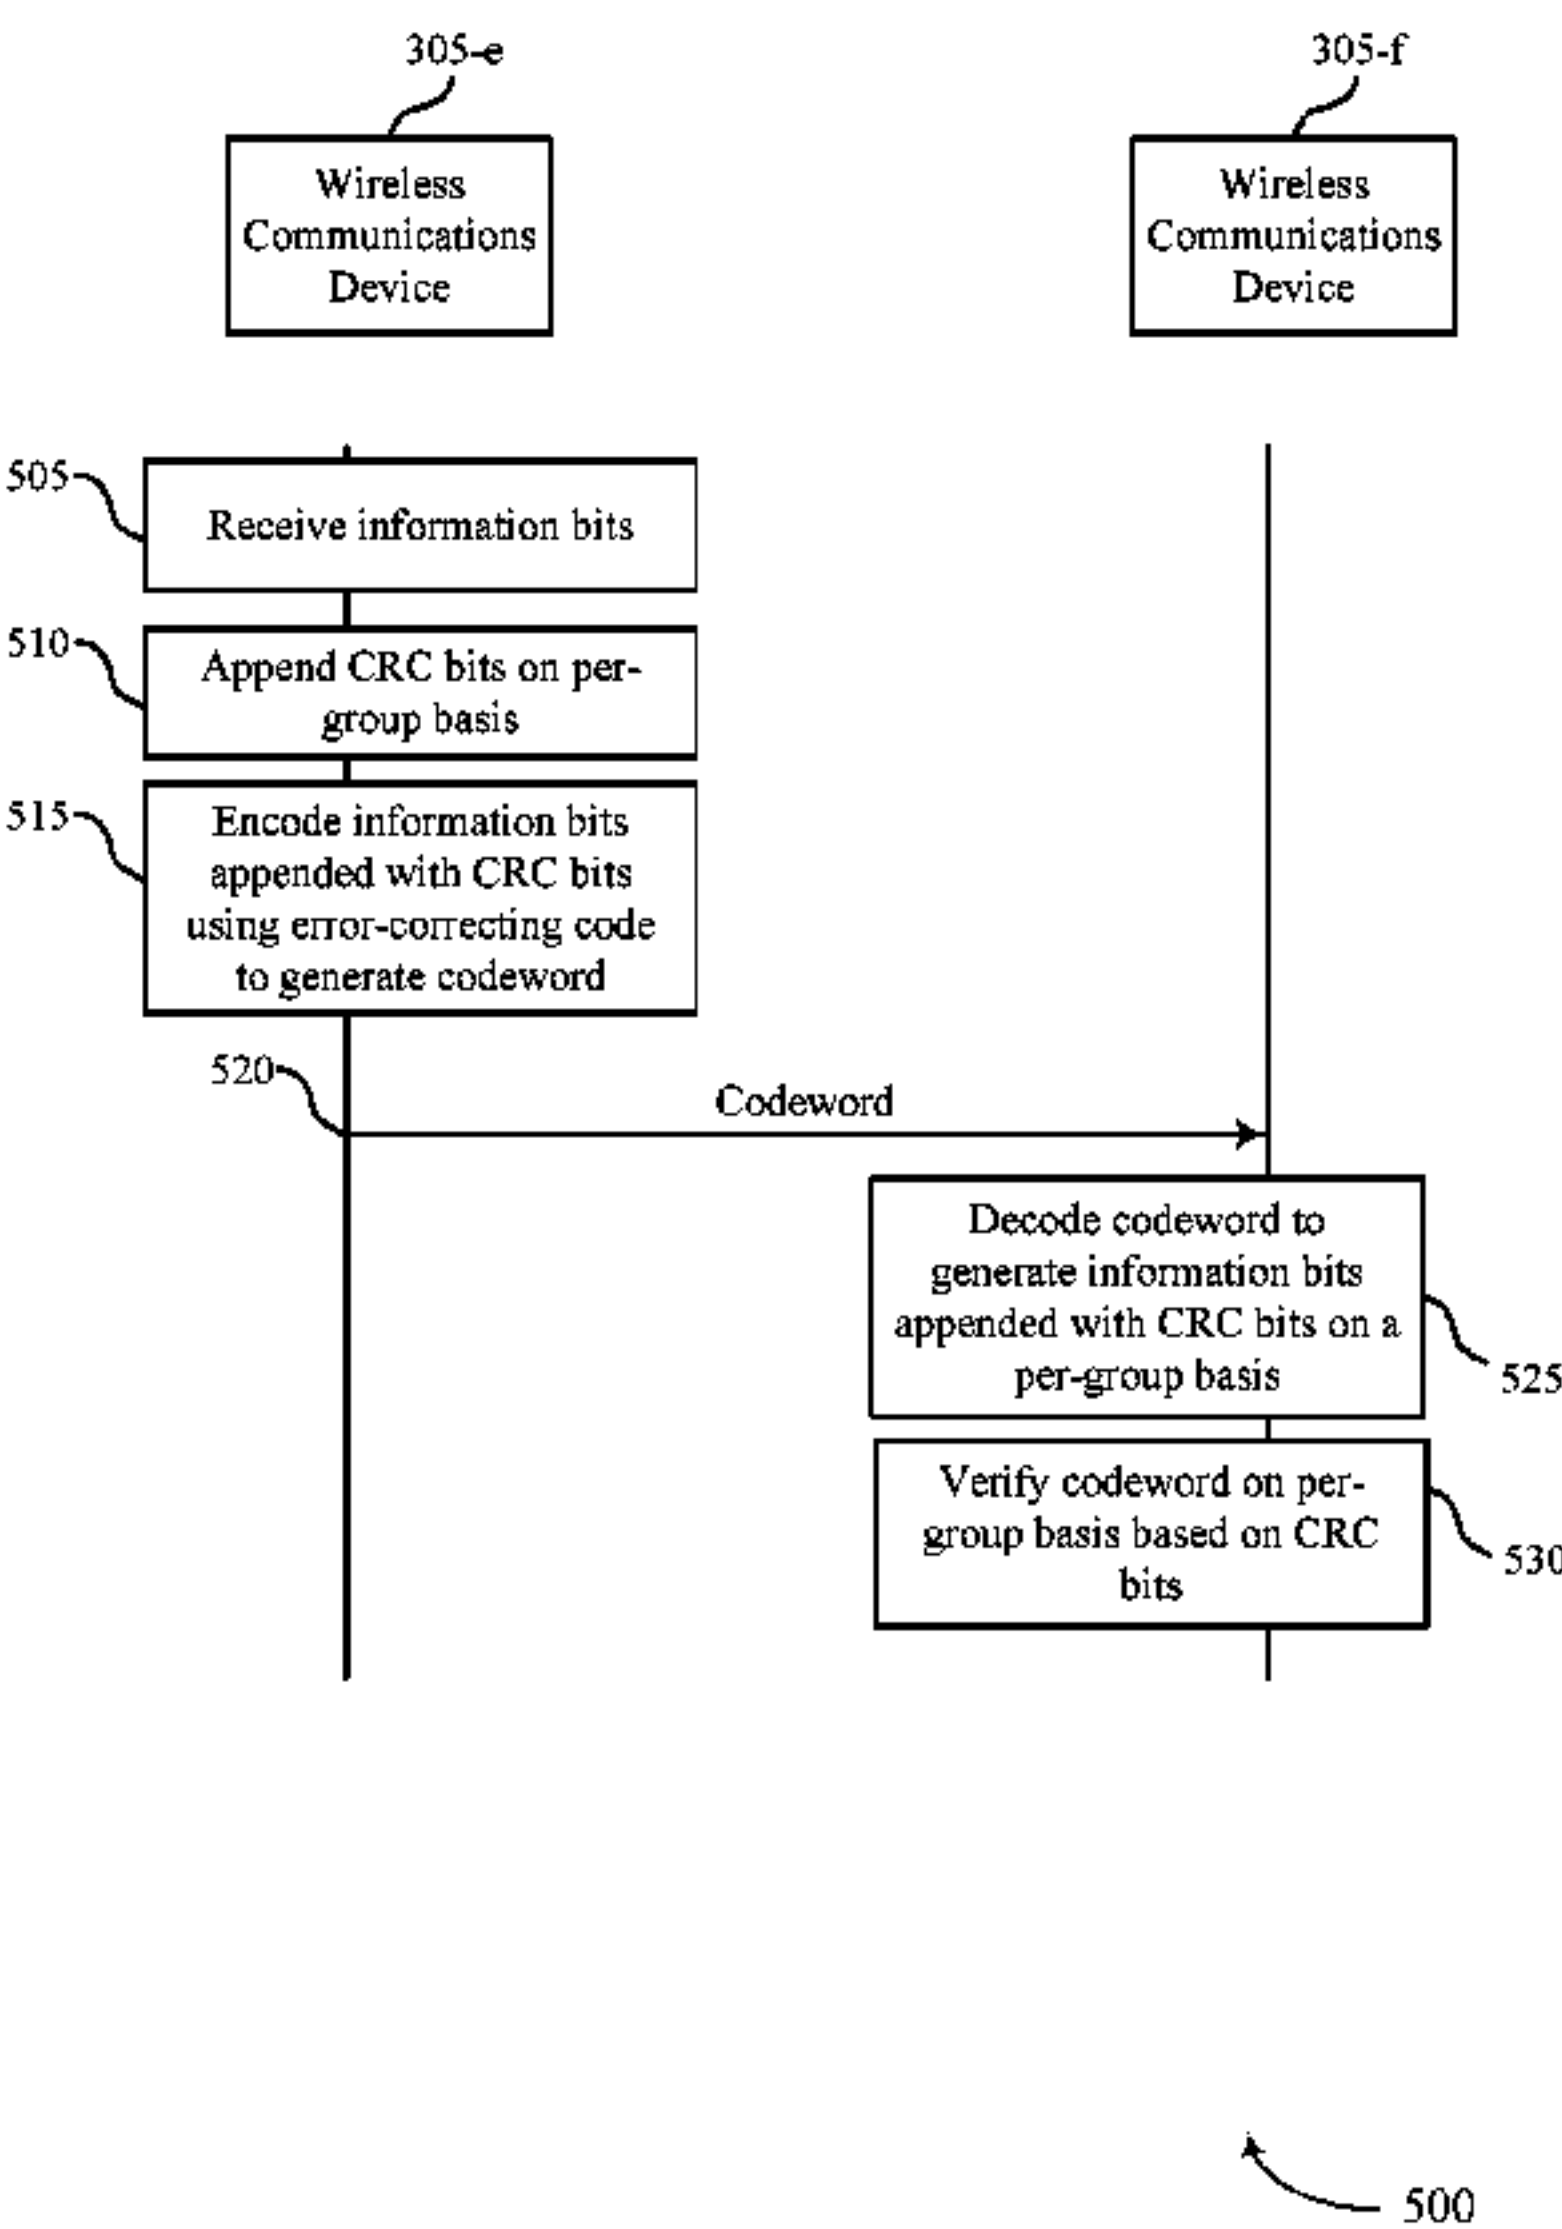 305-e
305-f
Wireless
Communications
Device
Wireless
Communications
Device
505
Receive information bits
510
Append CRC bits on per-
group basis
515
Encode information bits
appended with CRC bits
using error-correcting code
to generate codeword
520
Codeword
Decode codeword to
generate information bits
appended with CRC bits on a
per-group basis
525
Verify codeword on per-
group basis based on CRC
bits
530
500